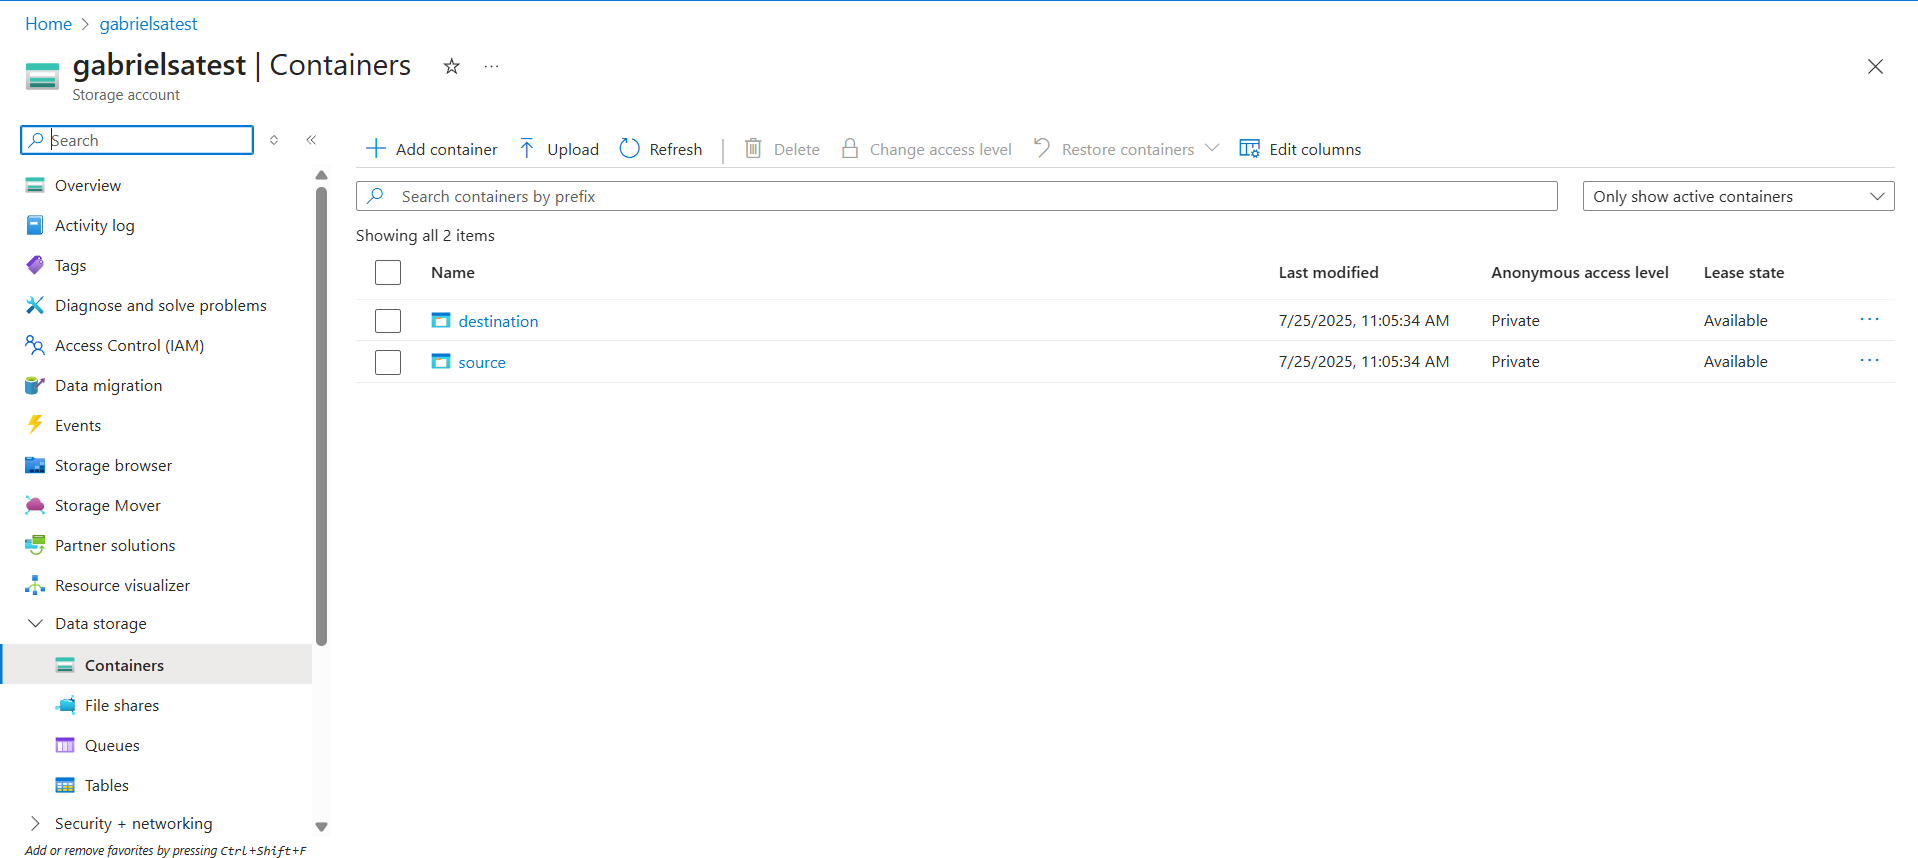 Home > gabrielsatest
gabrielsatest | Containers
Storage account
Search
Overview
Activity log
Tags
Diagnose and solve problems
Access Control (IAM)
Data migration
Events
Storage browser
Storage Mover
Partner solutions
Resource visualizer
Data storage
Containers
File shares
Queues
Tables
Security + networking
Add or remove favorites by pressing Ctrl+Shift+F
Add container Upload Refresh Delete Change access level Restore containers Edit columns
Search containers by prefix Only show active containers
Showing all 2 items
Name Last modified Anonymous access level Lease state
destination 7/25/2025, 11:05:34 AM Private Available
source 7/25/2025, 11:05:34 AM Private Available